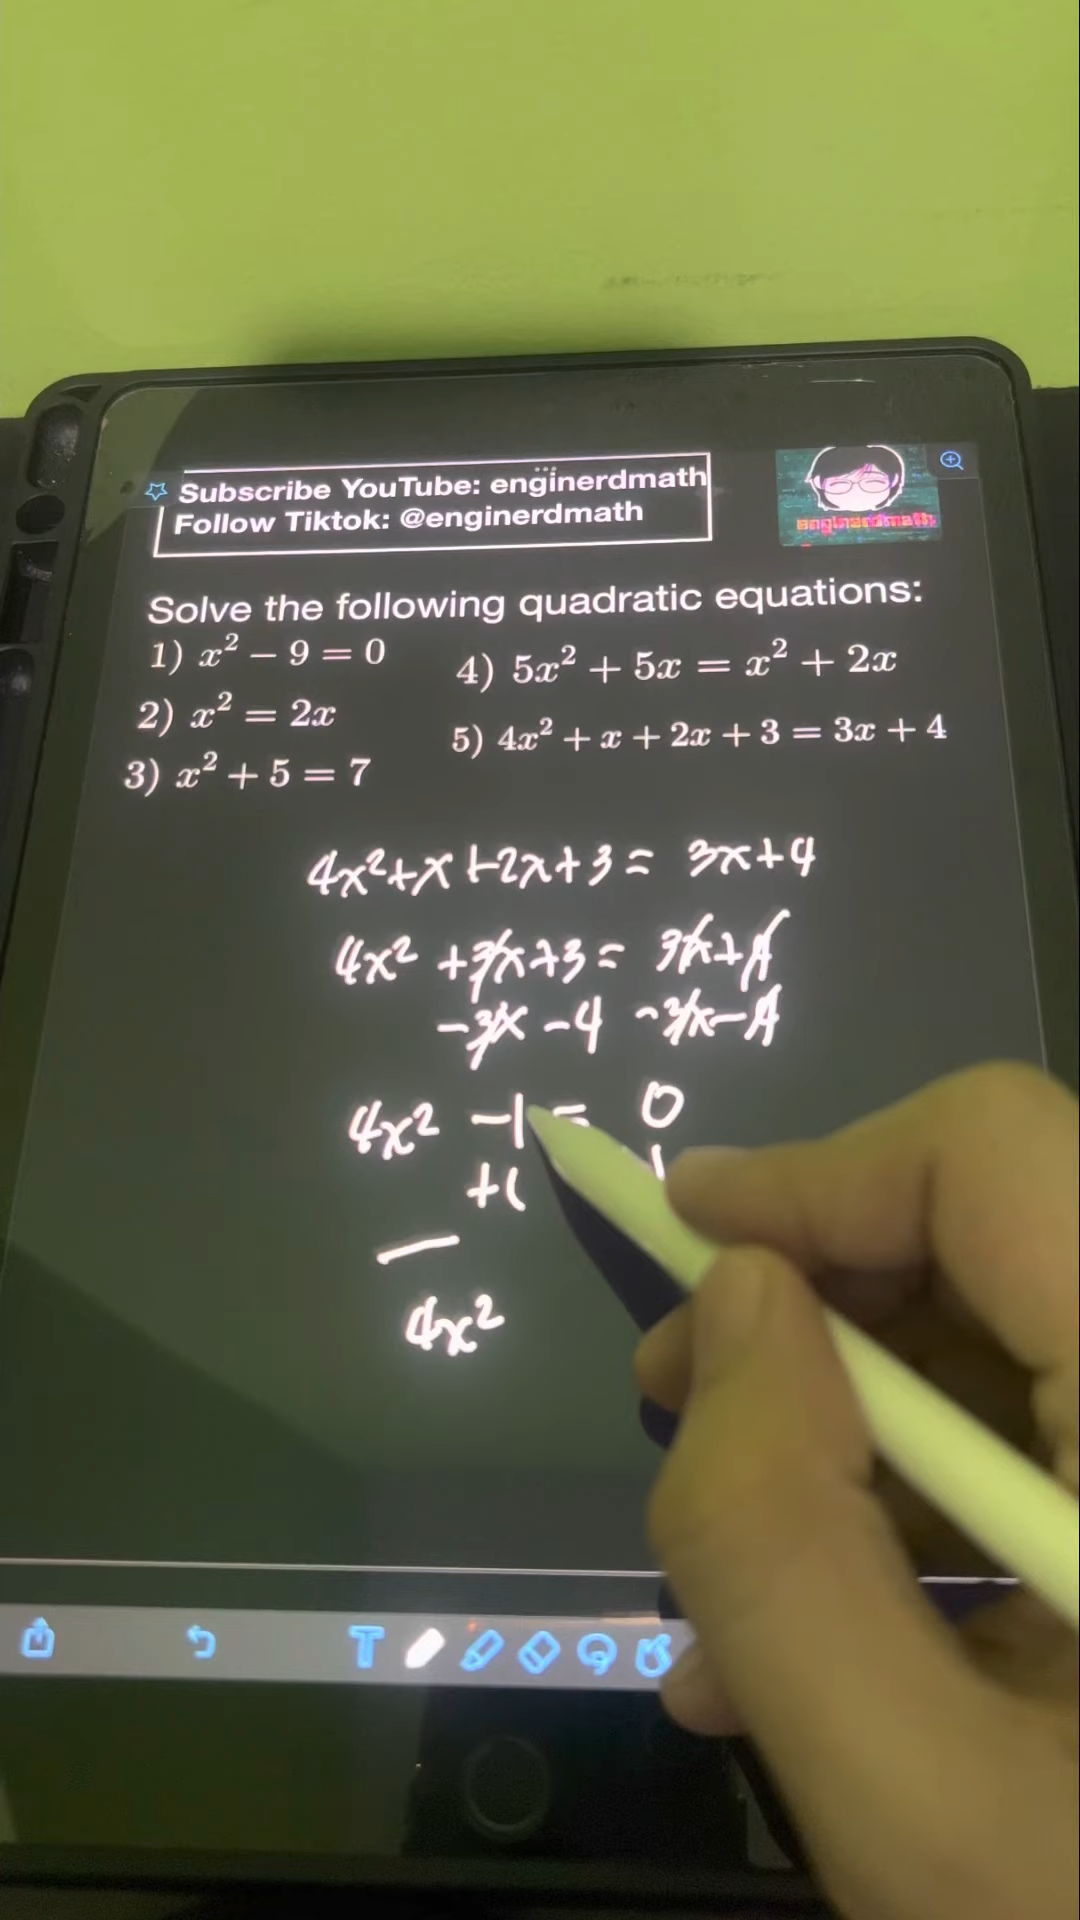 Subscribe YouTube: enginerdmath
Follow Tiktok: @enginerdmath
enginerdmath
Solve the following quadratic equations:
1) x² − 9 = 0
2) x² = 2x
3) x² + 5 = 7
4) 5x² + 5x = x² + 2x
5) 4x² + x + 2x + 3 = 3x + 4
4x²+x+2x+3= 3x+4
4x² +3x+3= 3x+4
-3x -4 -3x-4
4x² -1 = 0
+1 1
4x²
T